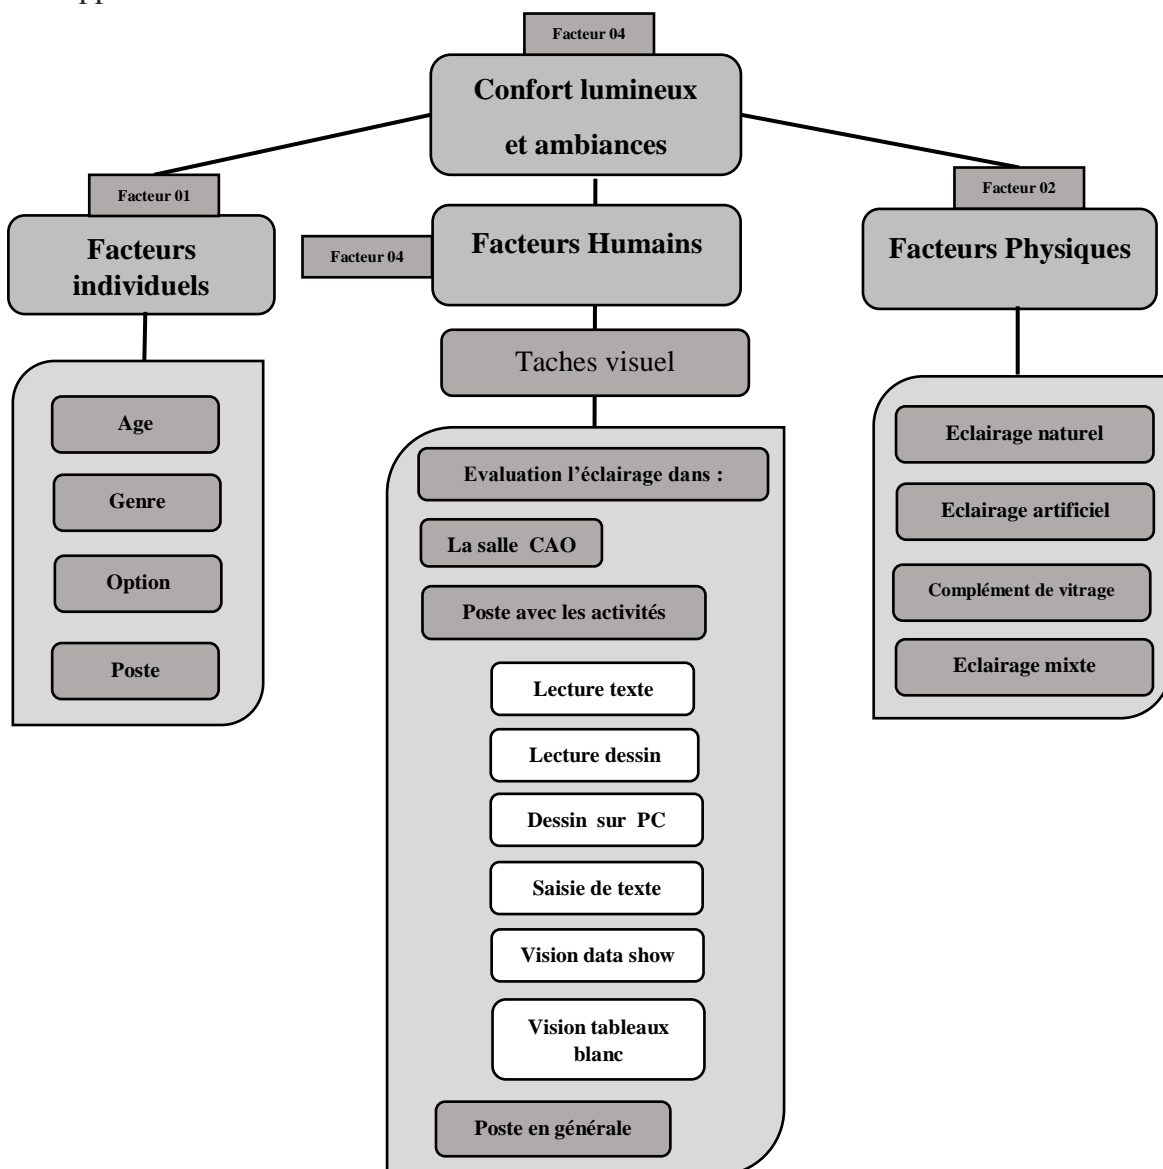 Facteur 04
Confort lumineux
et ambiances
Facteur 01
Facteurs
individuels
Age
Genre
Option
Poste
Facteur 04
Facteurs Humains
Taches visuel
Evaluation l'éclairage dans :
La salle CAO
Poste avec les activités
Lecture texte
Lecture dessin
Dessin sur PC
Saisie de texte
Vision data show
Vision tableaux
blanc
Poste en générale
Facteur 02
Facteurs Physiques
Eclairage naturel
Eclairage artificiel
Complément de vitrage
Eclairage mixte